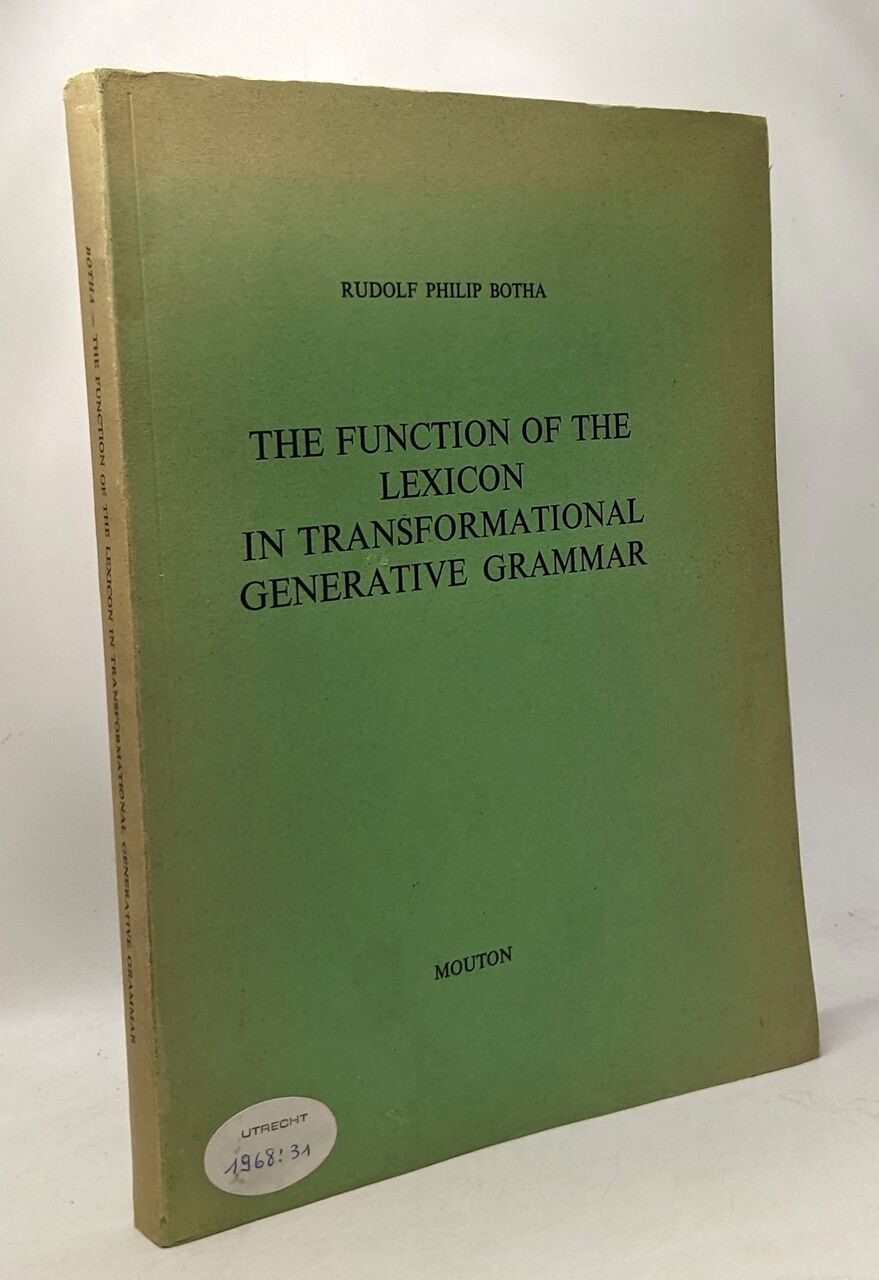 RUDOLF PHILIP BOTHA
THE FUNCTION OF THE
LEXICON
IN TRANSFORMATIONAL
GENERATIVE GRAMMAR
MOUTON
UTRECHT
1968:31
BOTHA — THE FUNCTION OF THE LEXICON IN TRANSFORMATIONAL GENERATIVE GRAMMAR